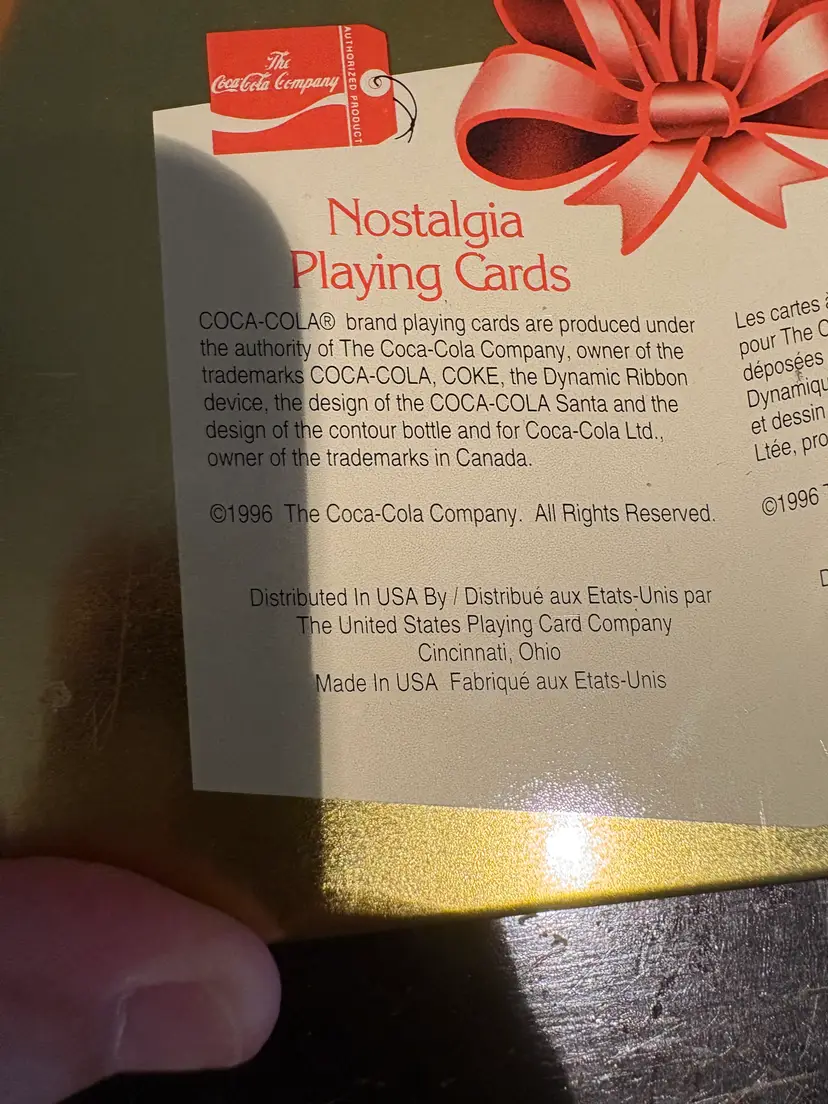 The
Coca-Cola Company
AUTHORIZED PRODUCT
Nostalgia
Playing Cards
COCA-COLA® brand playing cards are produced under
the authority of The Coca-Cola Company, owner of the
trademarks COCA-COLA, COKE, the Dynamic Ribbon
device, the design of the COCA-COLA Santa and the
design of the contour bottle and for Coca-Cola Ltd.,
owner of the trademarks in Canada.
©1996 The Coca-Cola Company. All Rights Reserved.
Distributed In USA By / Distribué aux Etats-Unis par
The United States Playing Card Company
Cincinnati, Ohio
Made In USA Fabriqué aux Etats-Unis
Les cartes
pour The
déposées
et dessin
Ltée,
©1996